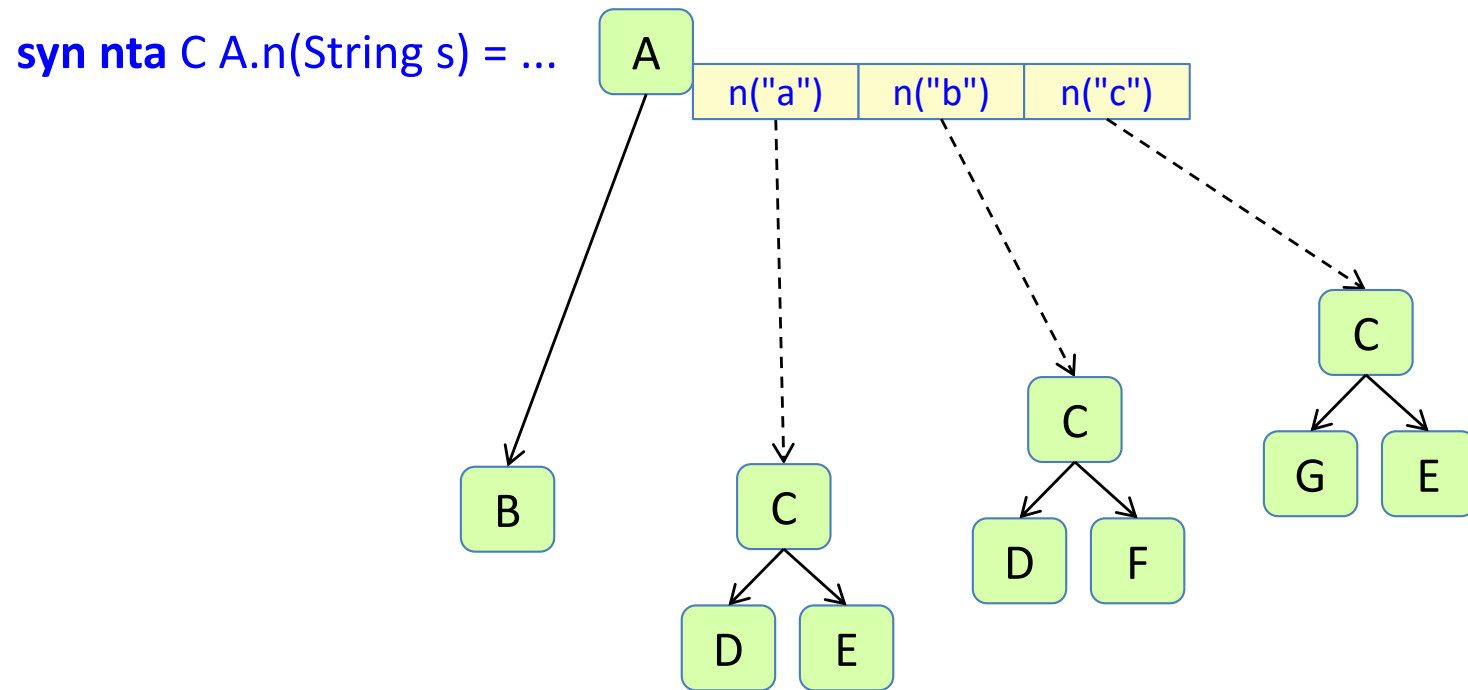 syn nta C A.n(String s) = ...
A
n("a") n("b") n("c")
C
C
G E
B
C
D F
D E